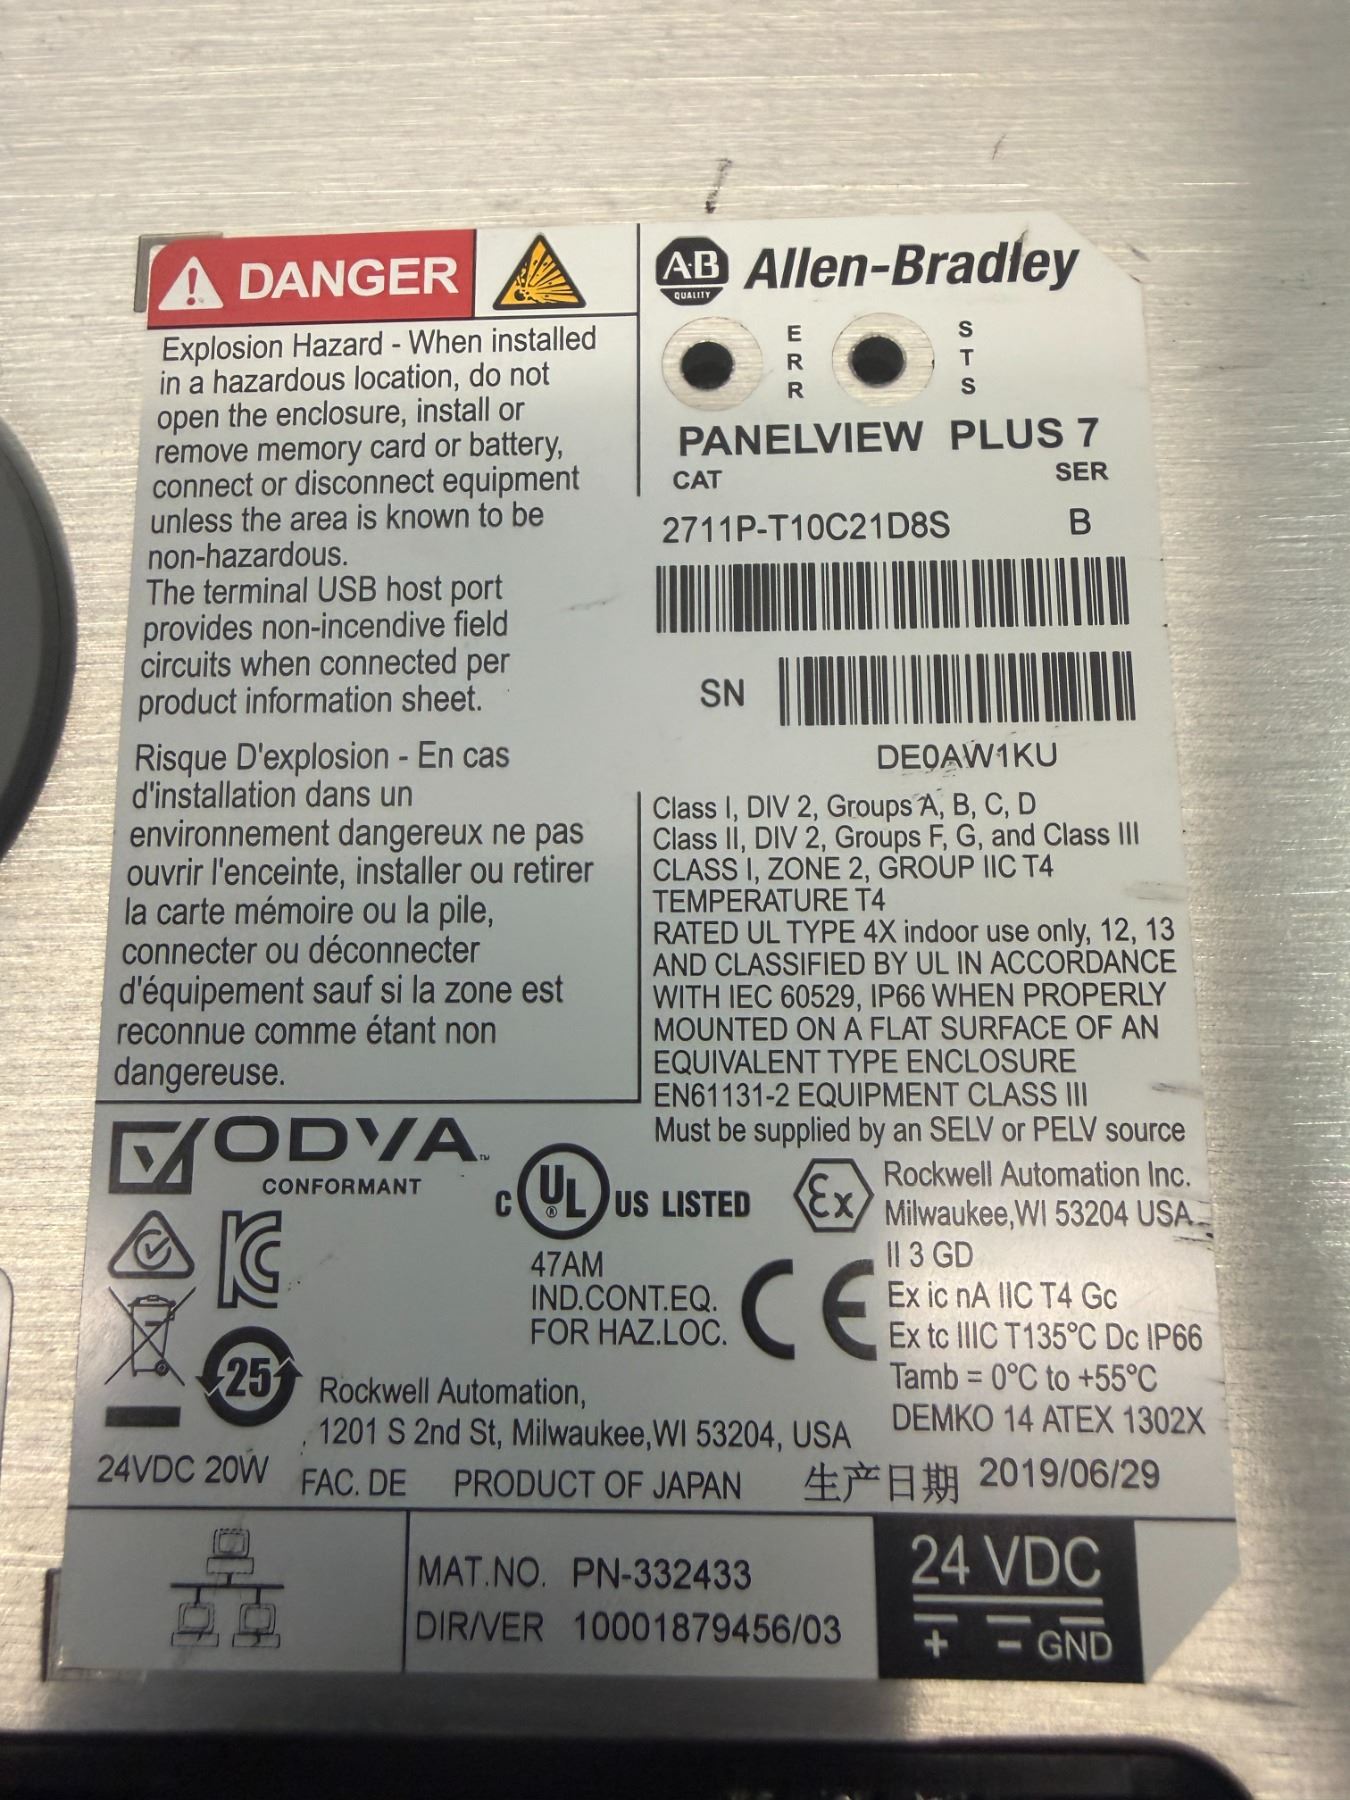 DANGER
Explosion Hazard - When installed
in a hazardous location, do not
open the enclosure, install or
remove memory card or battery,
connect or disconnect equipment
unless the area is known to be
non-hazardous.
The terminal USB host port
provides non-incendive field
circuits when connected per
product information sheet.
Risque D'explosion - En cas
d'installation dans un
environnement dangereux ne pas
ouvrir l'enceinte, installer ou retirer
la carte mémoire ou la pile,
connecter ou déconnecter
d'équipement sauf si la zone est
reconnue comme étant non
dangereuse.
AB QUALITY Allen-Bradley
ERR STS
PANELVIEW PLUS 7
CAT SER
2711P-T10C21D8S B
SN
DE0AW1KU
Class I, DIV 2, Groups A, B, C, D
Class II, DIV 2, Groups F, G, and Class III
CLASS I, ZONE 2, GROUP IIC T4
TEMPERATURE T4
RATED UL TYPE 4X indoor use only, 12, 13
AND CLASSIFIED BY UL IN ACCORDANCE
WITH IEC 60529, IP66 WHEN PROPERLY
MOUNTED ON A FLAT SURFACE OF AN
EQUIVALENT TYPE ENCLOSURE
EN61131-2 EQUIPMENT CLASS III
Must be supplied by an SELV or PELV source
ODVA™
CONFORMANT
C UL® US LISTED
47AM
IND.CONT.EQ.
FOR HAZ.LOC.
CE
Ex
Rockwell Automation Inc.
Milwaukee,WI 53204 USA
II 3 GD
Ex ic nA IIC T4 Gc
Ex tc IIIC T135°C Dc IP66
Tamb = 0°C to +55°C
DEMKO 14 ATEX 1302X
25
Rockwell Automation,
1201 S 2nd St, Milwaukee,WI 53204, USA
24VDC 20W FAC. DE PRODUCT OF JAPAN 生产日期 2019/06/29
MAT.NO. PN-332433
DIR/VER 10001879456/03
24 VDC
+ − GND